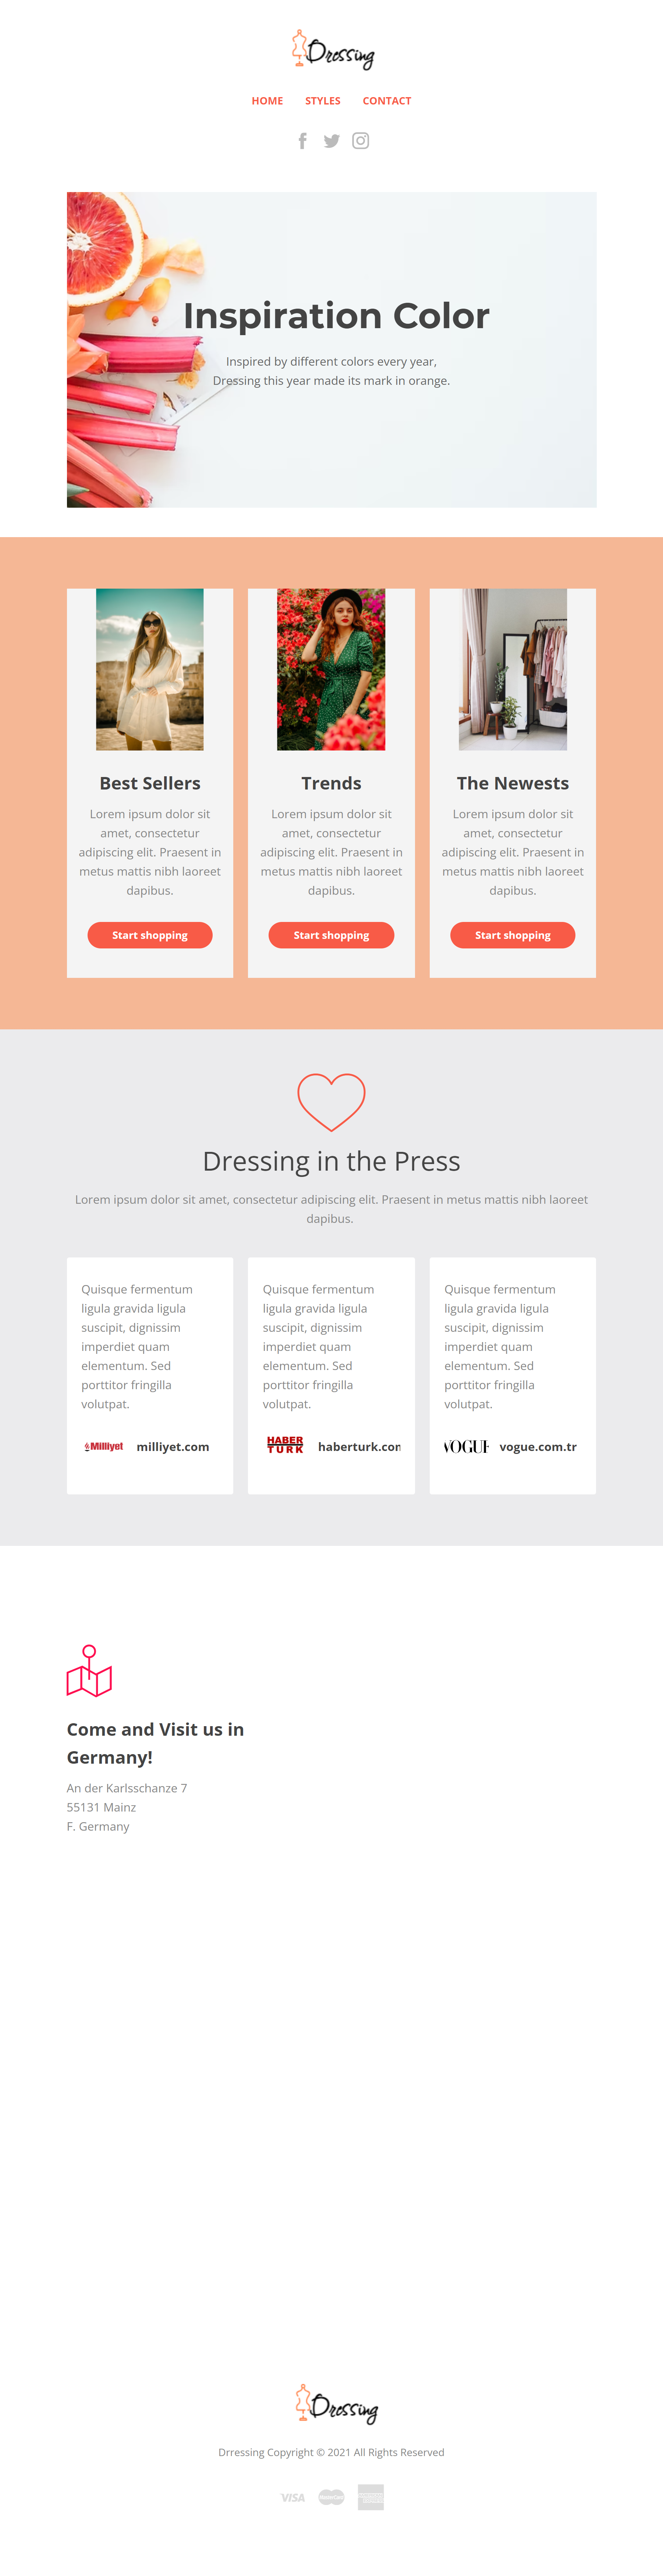 Dressing
HOME STYLES CONTACT
Inspiration Color
Inspired by different colors every year,
Dressing this year made its mark in orange.
Best Sellers
Lorem ipsum dolor sit
amet, consectetur
adipiscing elit. Praesent in
metus mattis nibh laoreet
dapibus.
Start shopping
Trends
Lorem ipsum dolor sit
amet, consectetur
adipiscing elit. Praesent in
metus mattis nibh laoreet
dapibus.
Start shopping
The Newests
Lorem ipsum dolor sit
amet, consectetur
adipiscing elit. Praesent in
metus mattis nibh laoreet
dapibus.
Start shopping
Dressing in the Press
Lorem ipsum dolor sit amet, consectetur adipiscing elit. Praesent in metus mattis nibh laoreet
dapibus.
Quisque fermentum
ligula gravida ligula
suscipit, dignissim
imperdiet quam
elementum. Sed
porttitor fringilla
volutpat.
Milliyet milliyet.com
Quisque fermentum
ligula gravida ligula
suscipit, dignissim
imperdiet quam
elementum. Sed
porttitor fringilla
volutpat.
HABER
TURK
haberturk.com
Quisque fermentum
ligula gravida ligula
suscipit, dignissim
imperdiet quam
elementum. Sed
porttitor fringilla
volutpat.
VOGUE vogue.com.tr
Come and Visit us in
Germany!
An der Karlsschanze 7
55131 Mainz
F. Germany
Dressing
Drressing Copyright © 2021 All Rights Reserved
VISA MasterCard